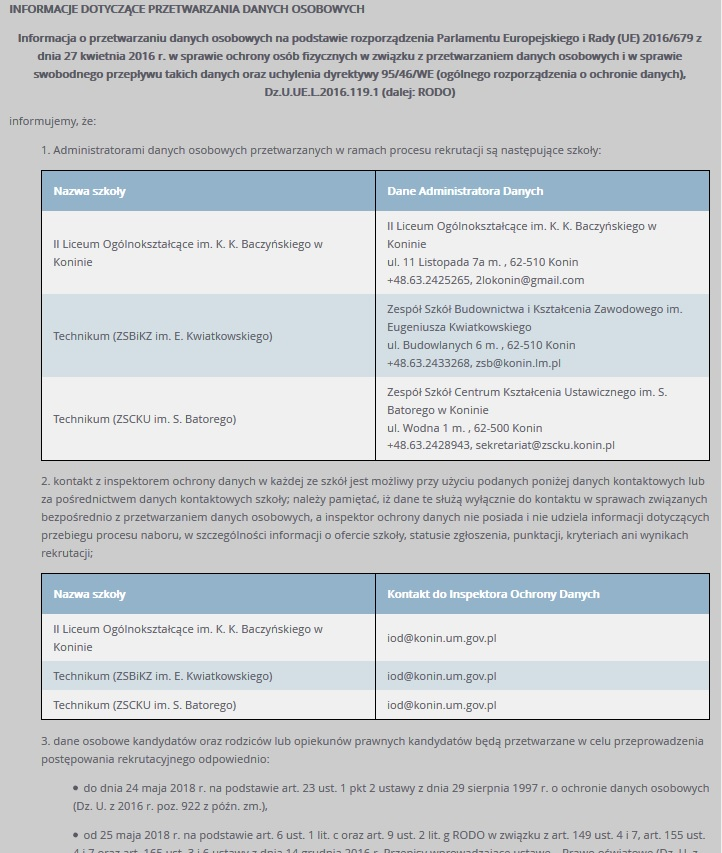 INFORMACJE DOTYCZĄCE PRZETWARZANIA DANYCH OSOBOWYCH
Informacja o przetwarzaniu danych osobowych na podstawie rozporządzenia Parlamentu Europejskiego i Rady (UE) 2016/679 z
dnia 27 kwietnia 2016 r. w sprawie ochrony osób fizycznych w związku z przetwarzaniem danych osobowych i w sprawie
swobodnego przepływu takich danych oraz uchylenia dyrektywy 95/46/WE (ogólnego rozporządzenia o ochronie danych),
Dz.U.UE.L.2016.119.1 (dalej: RODO)
informujemy, że:
1. Administratorami danych osobowych przetwarzanych w ramach procesu rekrutacji są następujące szkoły:
Nazwa szkoły
Dane Administratora Danych
II Liceum Ogólnokształcące im. K. K. Baczyńskiego w
Koninie
II Liceum Ogólnokształcące im. K. K. Baczyńskiego w
Koninie
ul. 11 Listopada 7a m. , 62-510 Konin
+48.63.2425265, 2lokonin@gmail.com
Technikum (ZSBiKZ im. E. Kwiatkowskiego)
Zespół Szkół Budownictwa i Kształcenia Zawodowego im.
Eugeniusza Kwiatkowskiego
ul. Budowlanych 6 m. , 62-510 Konin
+48.63.2433268, zsb@konin.lm.pl
Technikum (ZSCKU im. S. Batorego)
Zespół Szkół Centrum Kształcenia Ustawicznego im. S.
Batorego w Koninie
ul. Wodna 1 m. , 62-500 Konin
+48.63.2428943, sekretariat@zscku.konin.pl
2. kontakt z inspektorem ochrony danych w każdej ze szkół jest możliwy przy użyciu podanych poniżej danych kontaktowych lub
za pośrednictwem danych kontaktowych szkoły; należy pamiętać, iż dane te służą wyłącznie do kontaktu w sprawach związanych
bezpośrednio z przetwarzaniem danych osobowych, a inspektor ochrony danych nie posiada i nie udziela informacji dotyczących
przebiegu procesu naboru, w szczególności informacji o ofercie szkoły, statusie zgłoszenia, punktacji, kryteriach ani wynikach
rekrutacji;
Nazwa szkoły
Kontakt do Inspektora Ochrony Danych
II Liceum Ogólnokształcące im. K. K. Baczyńskiego w
Koninie
iod@konin.um.gov.pl
Technikum (ZSBiKZ im. E. Kwiatkowskiego)
iod@konin.um.gov.pl
Technikum (ZSCKU im. S. Batorego)
iod@konin.um.gov.pl
3. dane osobowe kandydatów oraz rodziców lub opiekunów prawnych kandydatów będą przetwarzane w celu przeprowadzenia
postępowania rekrutacyjnego odpowiednio:
• do dnia 24 maja 2018 r. na podstawie art. 23 ust. 1 pkt 2 ustawy z dnia 29 sierpnia 1997 r. o ochronie danych osobowych
(Dz. U. z 2016 r. poz. 922 z późn. zm.),
• od 25 maja 2018 r. na podstawie art. 6 ust. 1 lit. c oraz art. 9 ust. 2 lit. g RODO w związku z art. 149 ust. 4 i 7, art. 155 ust.
4 i 7 oraz art. 165 ust. 3 i 6 ustawy z dnia 14 grudnia 2016 r. Przepisy wprowadzające ustawę – Prawo oświatowe (Dz. U. z